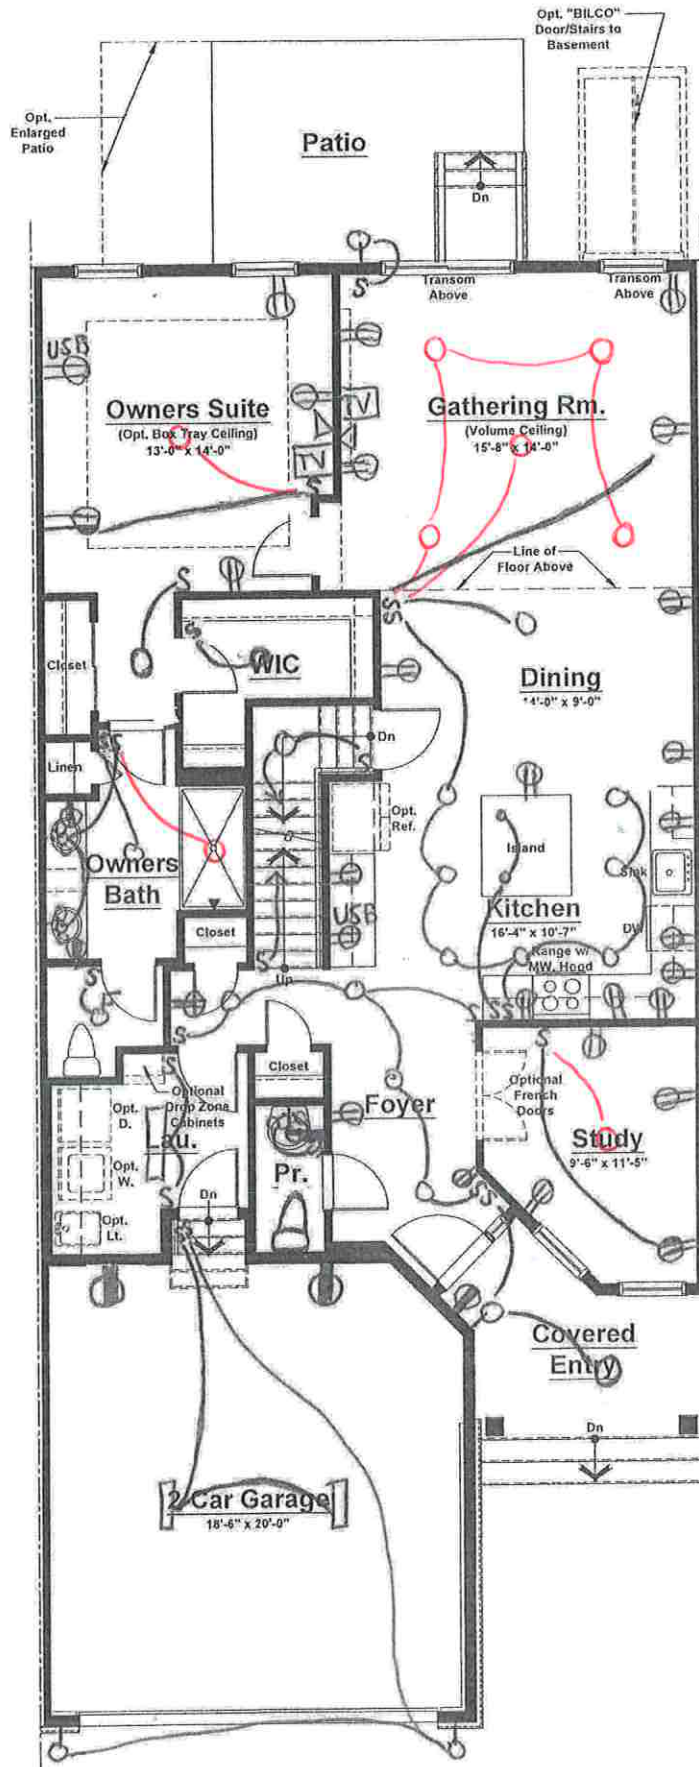 Opt. "BILCO"
Door/Stairs to
Basement
Opt.
Enlarged
Patio
Patio
Dn
S
Transom
Above
Transom
Above
USB
Owners Suite
(Opt. Box Tray Ceiling)
13'-0" x 14'-0"
TV
TV
S
Gathering Rm.
(Volume Ceiling)
15'-8" x 14'-0"
Line of
Floor Above
S
SS
S
Closet
WIC
Dining
14'-0" x 9'-0"
S
Dn
S
Linen
Opt.
Ref.
Island
Sink
Owners
Bath
USB
Kitchen
16'-4" x 10'-7"
DW
Closet
Range w/
MW. Hood
S
Up
S
SS
S
S
S
S
Closet
Optional
Drop Zone
Cabinets
Foyer
Optional
French
Doors
Opt.
D.
Lau.
Study
9'-6" x 11'-5"
Opt.
W.
Pr.
S
Dn
SS
Opt.
Lt.
SS
Covered
Entry
Dn
2-Car Garage
18'-6" x 20'-0"